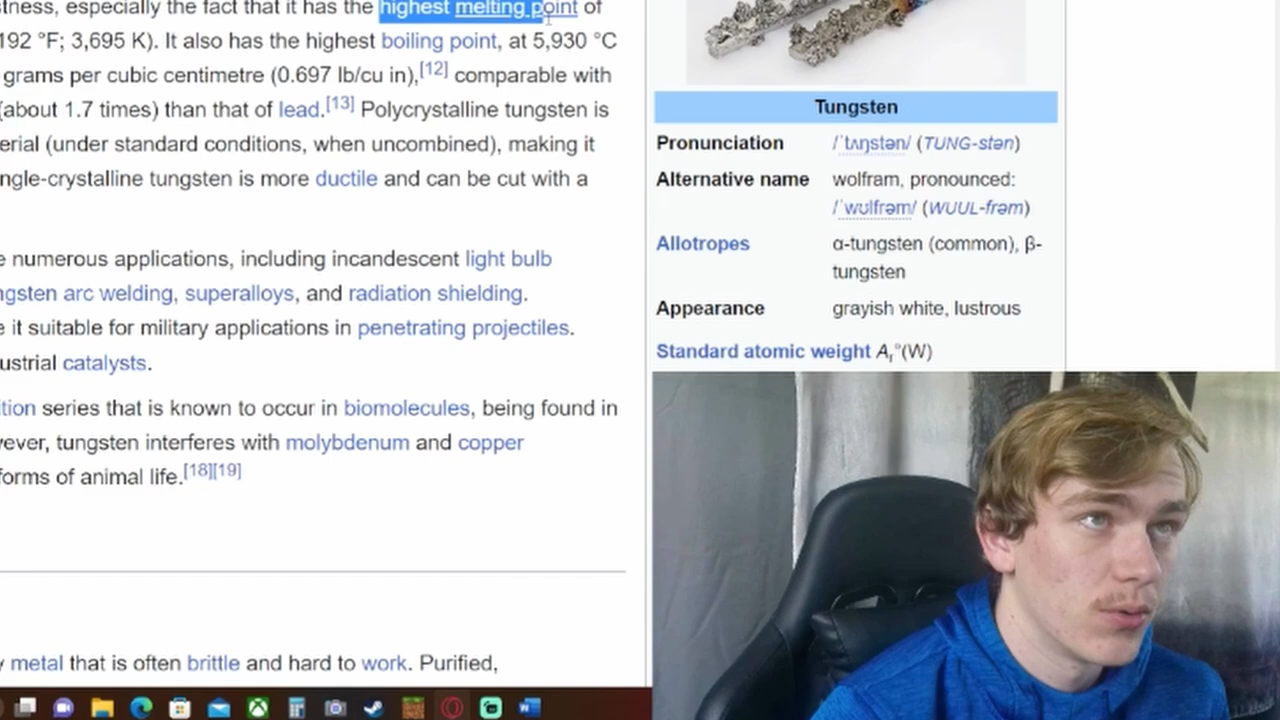 tness, especially the fact that it has the highest melting point of
192 °F; 3,695 K). It also has the highest boiling point, at 5,930 °C
grams per cubic centimetre (0.697 lb/cu in),[12] comparable with
(about 1.7 times) than that of lead.[13] Polycrystalline tungsten is
erial (under standard conditions, when uncombined), making it
ngle-crystalline tungsten is more ductile and can be cut with a
e numerous applications, including incandescent light bulb
ngsten arc welding, superalloys, and radiation shielding.
e it suitable for military applications in penetrating projectiles.
ustrial catalysts.
ition series that is known to occur in biomolecules, being found in
vever, tungsten interferes with molybdenum and copper
forms of animal life.[18][19]
y metal that is often brittle and hard to work. Purified,
Tungsten
Pronunciation /ˈtʌŋstən/ (TUNG-stən)
Alternative name wolfram, pronounced:
/ˈwʊlfrəm/ (WUUL-frəm)
Allotropes α-tungsten (common), β-
tungsten
Appearance grayish white, lustrous
Standard atomic weight Ar°(W)